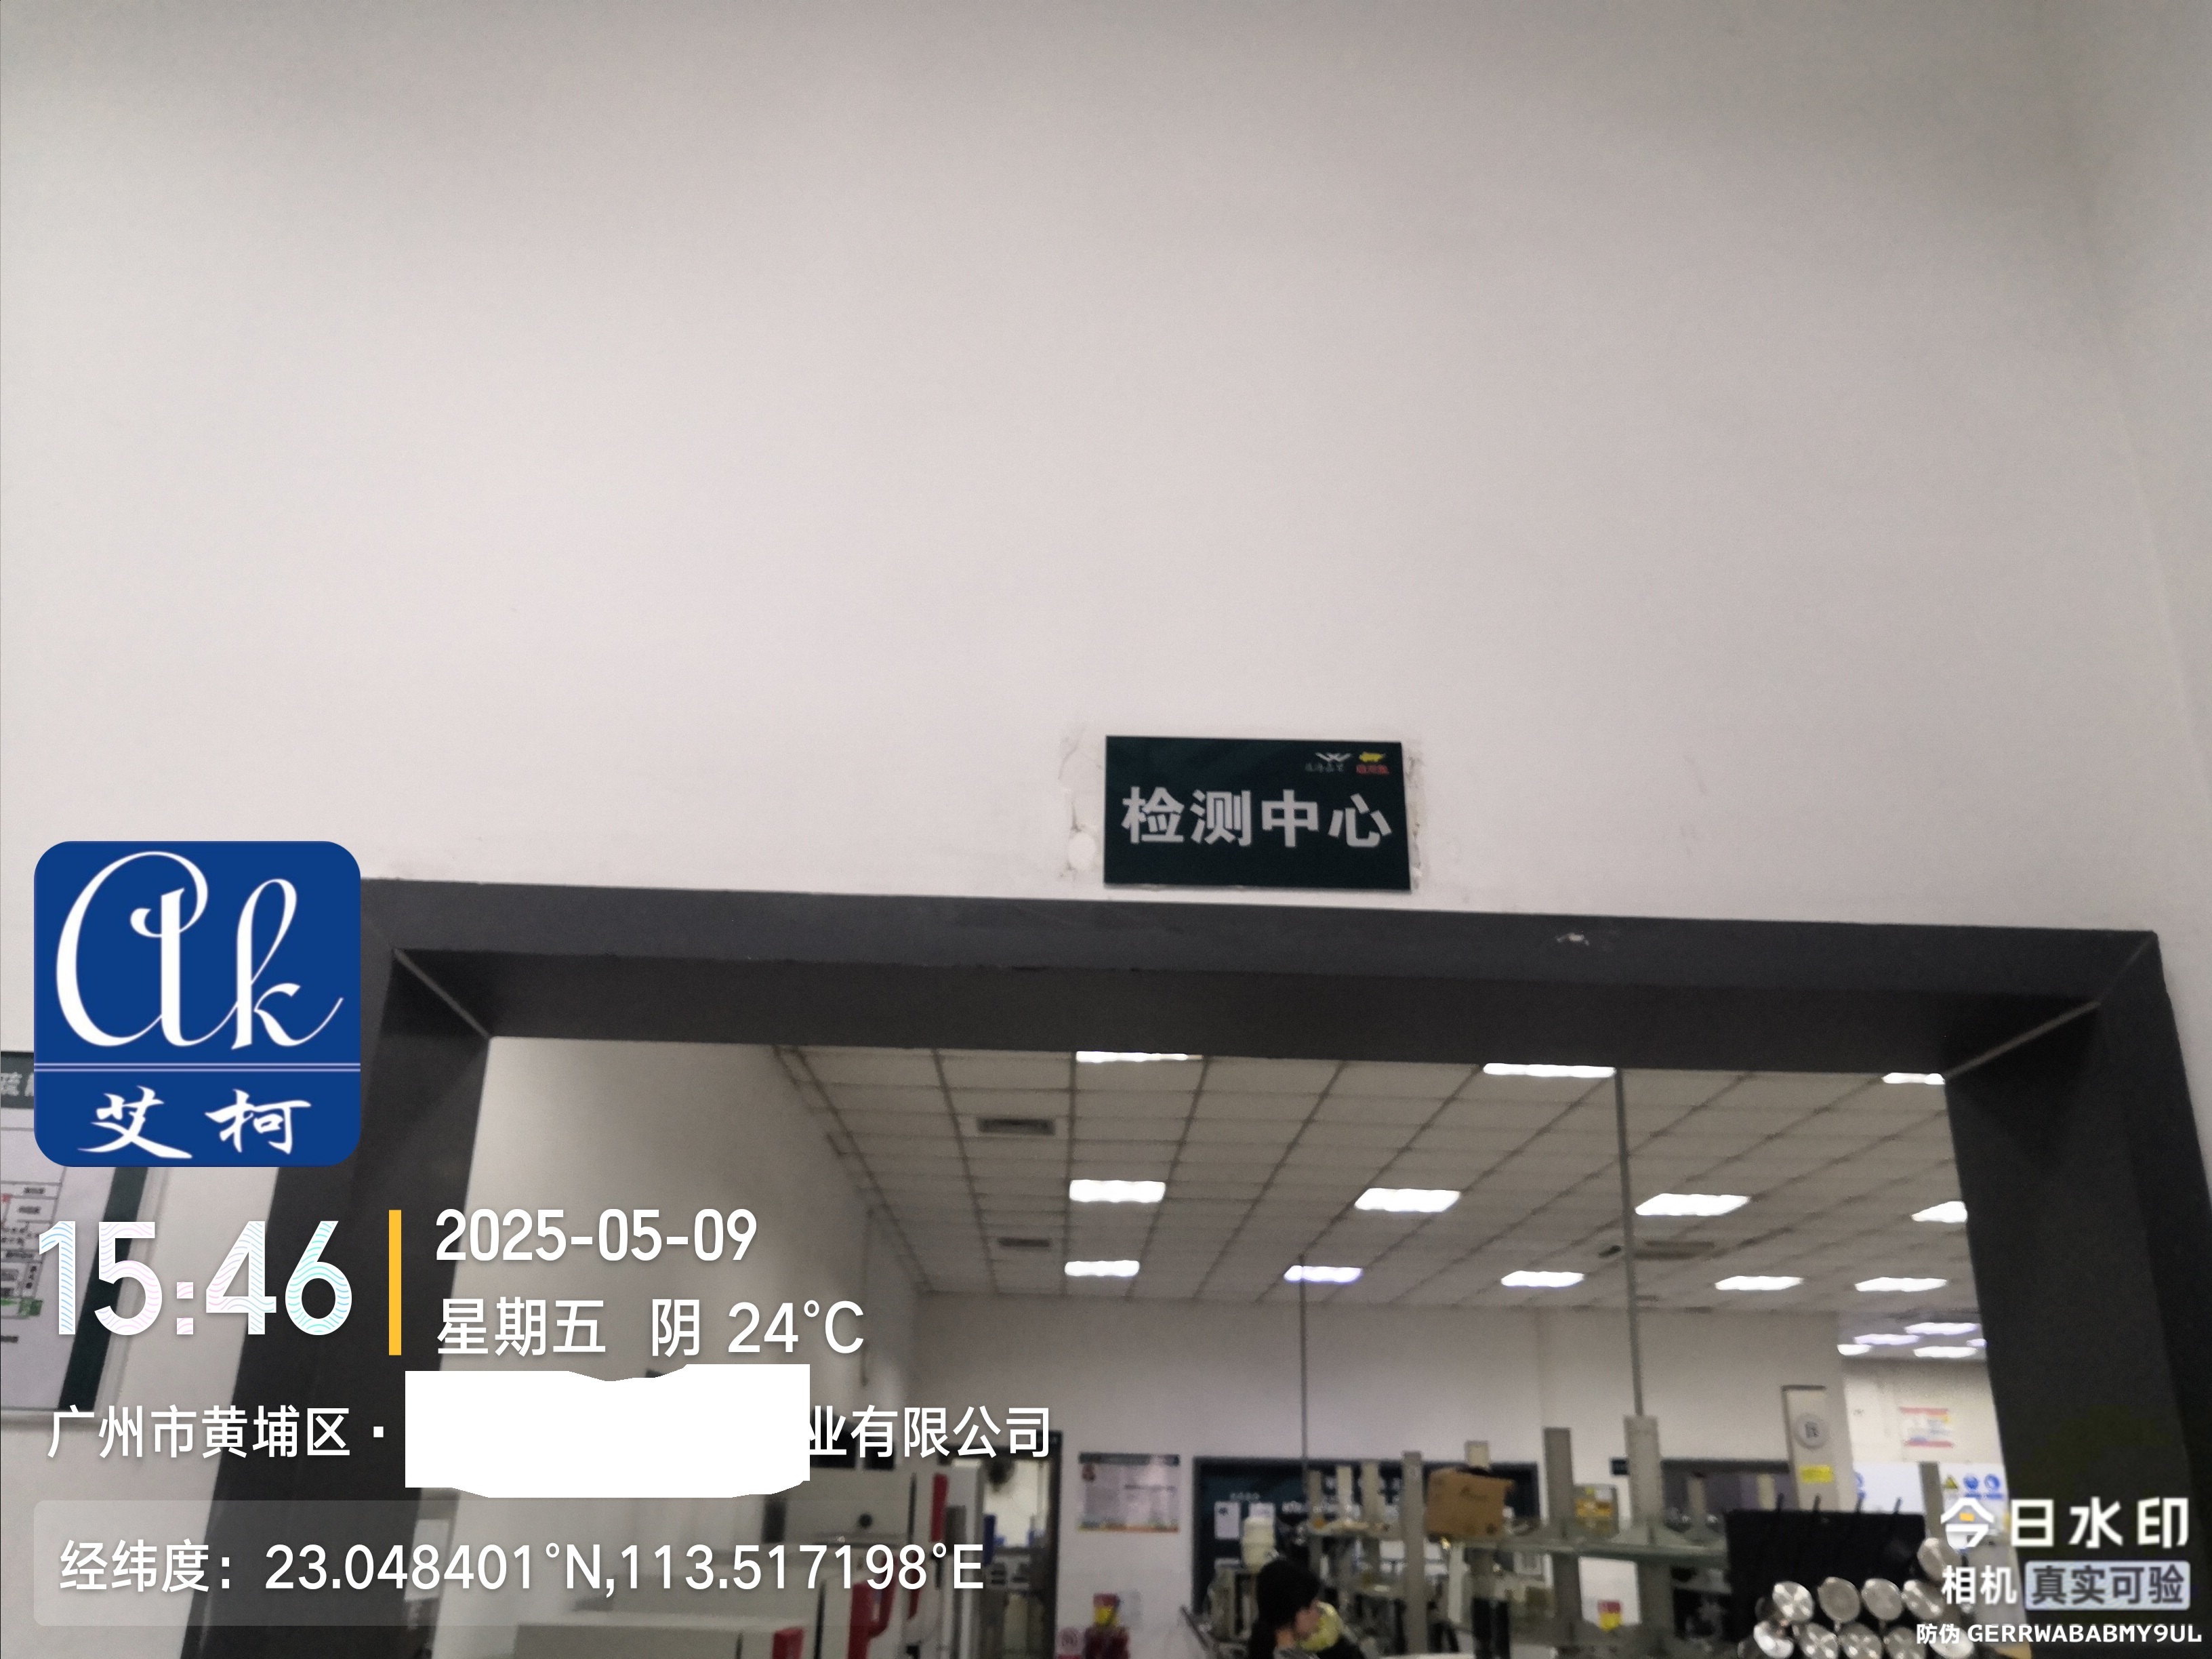 检测中心
ak
艾柯
15:46
2025-05-09
星期五 阴 24°C
广州市黄埔区·
业有限公司
经纬度：23.048401°N,113.517198°E
今日水印
相机 真实可验
防伪 GERRWABABMY9UL